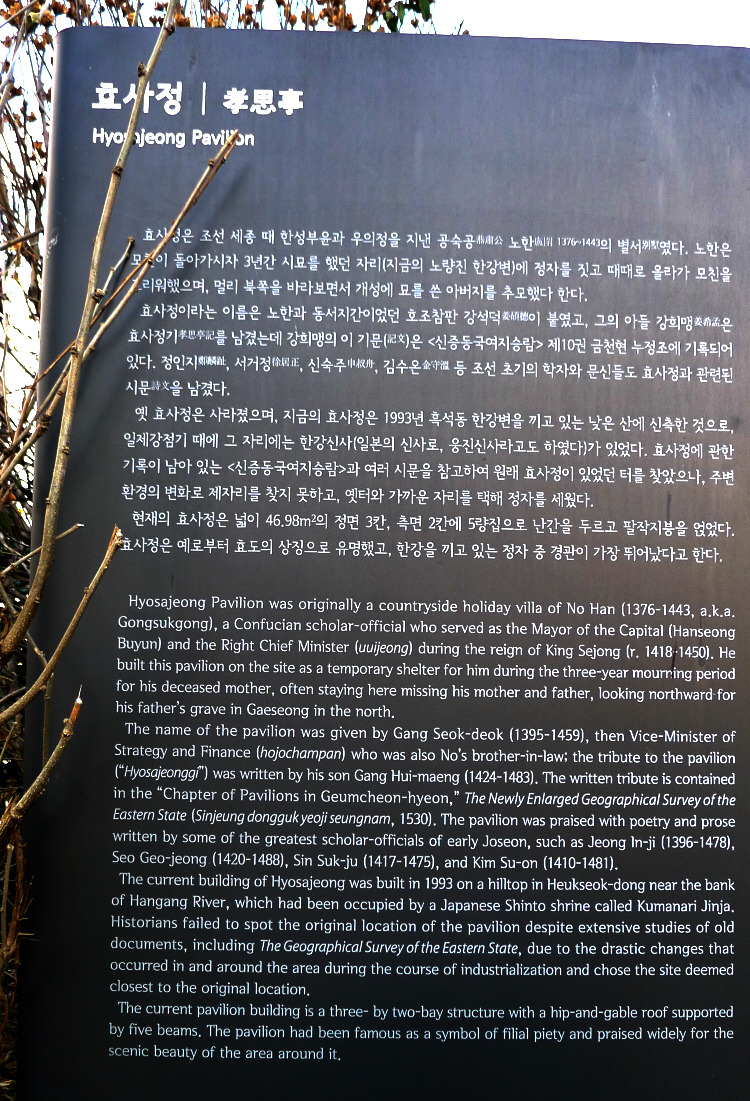 효사정 | 孝思亭
Hyosajeong Pavilion
효사정은 조선 세종 때 한성부윤과 우의정을 지낸 공숙공恭肅公 노한盧閈 1376~1443의 별서別墅였다. 노한은
모친이 돌아가시자 3년간 시묘를 했던 자리(지금의 노량진 한강변)에 정자를 짓고 때때로 올라가 모친을
그리워했으며, 멀리 북쪽을 바라보면서 개성에 묘를 쓴 아버지를 추모했다 한다.
효사정이라는 이름은 노한과 동서지간이었던 호조참판 강석덕姜碩德이 붙였고, 그의 아들 강희맹姜希孟은
효사정기孝思亭記를 남겼는데 강희맹의 이 기문(記文)은 <신증동국여지승람> 제10권 금천현 누정조에 기록되어
있다. 정인지鄭麟趾, 서거정徐居正, 신숙주申叔舟, 김수온金守溫 등 조선 초기의 학자와 문신들도 효사정과 관련된
시문詩文을 남겼다.
옛 효사정은 사라졌으며, 지금의 효사정은 1993년 흑석동 한강변을 끼고 있는 낮은 산에 신축한 것으로,
일제강점기 때에 그 자리에는 한강신사(일본의 신사로, 웅진신사라고도 하였다)가 있었다. 효사정에 관한
기록이 남아 있는 <신증동국여지승람>과 여러 시문을 참고하여 원래 효사정이 있었던 터를 찾았으나, 주변
환경의 변화로 제자리를 찾지 못하고, 옛터와 가까운 자리를 택해 정자를 세웠다.
현재의 효사정은 넓이 46.98m²의 정면 3칸, 측면 2칸에 5량집으로 난간을 두르고 팔작지붕을 얹었다.
효사정은 예로부터 효도의 상징으로 유명했고, 한강을 끼고 있는 정자 중 경관이 가장 뛰어났다고 한다.
Hyosajeong Pavilion was originally a countryside holiday villa of No Han (1376-1443, a.k.a.
Gongsukgong), a Confucian scholar-official who served as the Mayor of the Capital (Hanseong
Buyun) and the Right Chief Minister (uuijeong) during the reign of King Sejong (r. 1418-1450). He
built this pavilion on the site as a temporary shelter for him during the three-year mourning period
for his deceased mother, often staying here missing his mother and father, looking northward for
his father's grave in Gaeseong in the north.
The name of the pavilion was given by Gang Seok-deok (1395-1459), then Vice-Minister of
Strategy and Finance (hojochampan) who was also No's brother-in-law; the tribute to the pavilion
("Hyosajeonggi") was written by his son Gang Hui-maeng (1424-1483). The written tribute is contained
in the "Chapter of Pavilions in Geumcheon-hyeon," The Newly Enlarged Geographical Survey of the
Eastern State (Sinjeung dongguk yeoji seungnam, 1530). The pavilion was praised with poetry and prose
written by some of the greatest scholar-officials of early Joseon, such as Jeong In-ji (1396-1478),
Seo Geo-jeong (1420-1488), Sin Suk-ju (1417-1475), and Kim Su-on (1410-1481).
The current building of Hyosajeong was built in 1993 on a hilltop in Heukseok-dong near the bank
of Hangang River, which had been occupied by a Japanese Shinto shrine called Kumanari Jinja.
Historians failed to spot the original location of the pavilion despite extensive studies of old
documents, including The Geographical Survey of the Eastern State, due to the drastic changes that
occurred in and around the area during the course of industrialization and chose the site deemed
closest to the original location.
The current pavilion building is a three- by two-bay structure with a hip-and-gable roof supported
by five beams. The pavilion had been famous as a symbol of filial piety and praised widely for the
scenic beauty of the area around it.